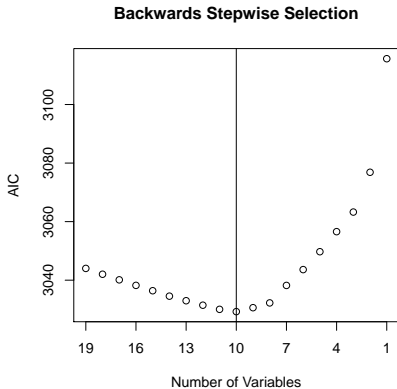 Backwards Stepwise Selection
AIC
3100
3080
3060
3040
19 16 13 10 7 4 1
Number of Variables